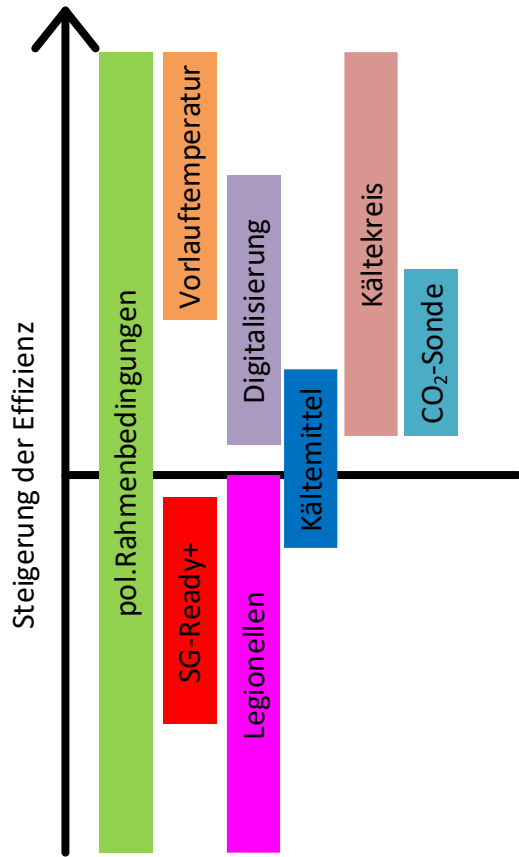 Steigerung der Effizienz
pol.Rahmenbedingungen
Vorlauftemperatur
SG-Ready+
Digitalisierung
Legionellen
Kältemittel
Kältekreis
CO₂-Sonde